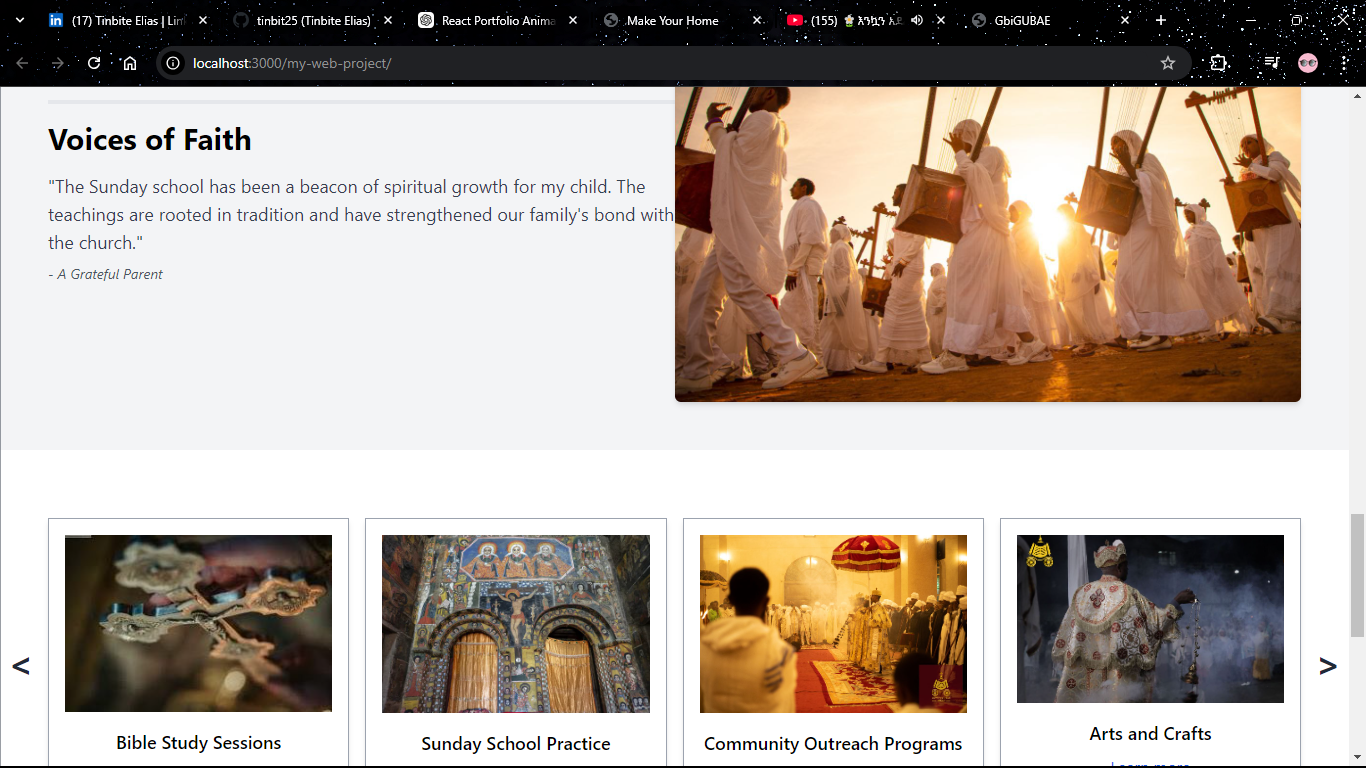 (17) Tinbite Elias | Lin
tinbit25 (Tinbite Elias)
React Portfolio Anima
Make Your Home
(155)
GbiGUBAE
localhost:3000/my-web-project/
Voices of Faith
"The Sunday school has been a beacon of spiritual growth for my child. The
teachings are rooted in tradition and have strengthened our family's bond with
the church."
- A Grateful Parent
<
>
Bible Study Sessions
Sunday School Practice
Community Outreach Programs
Arts and Crafts
Learn more